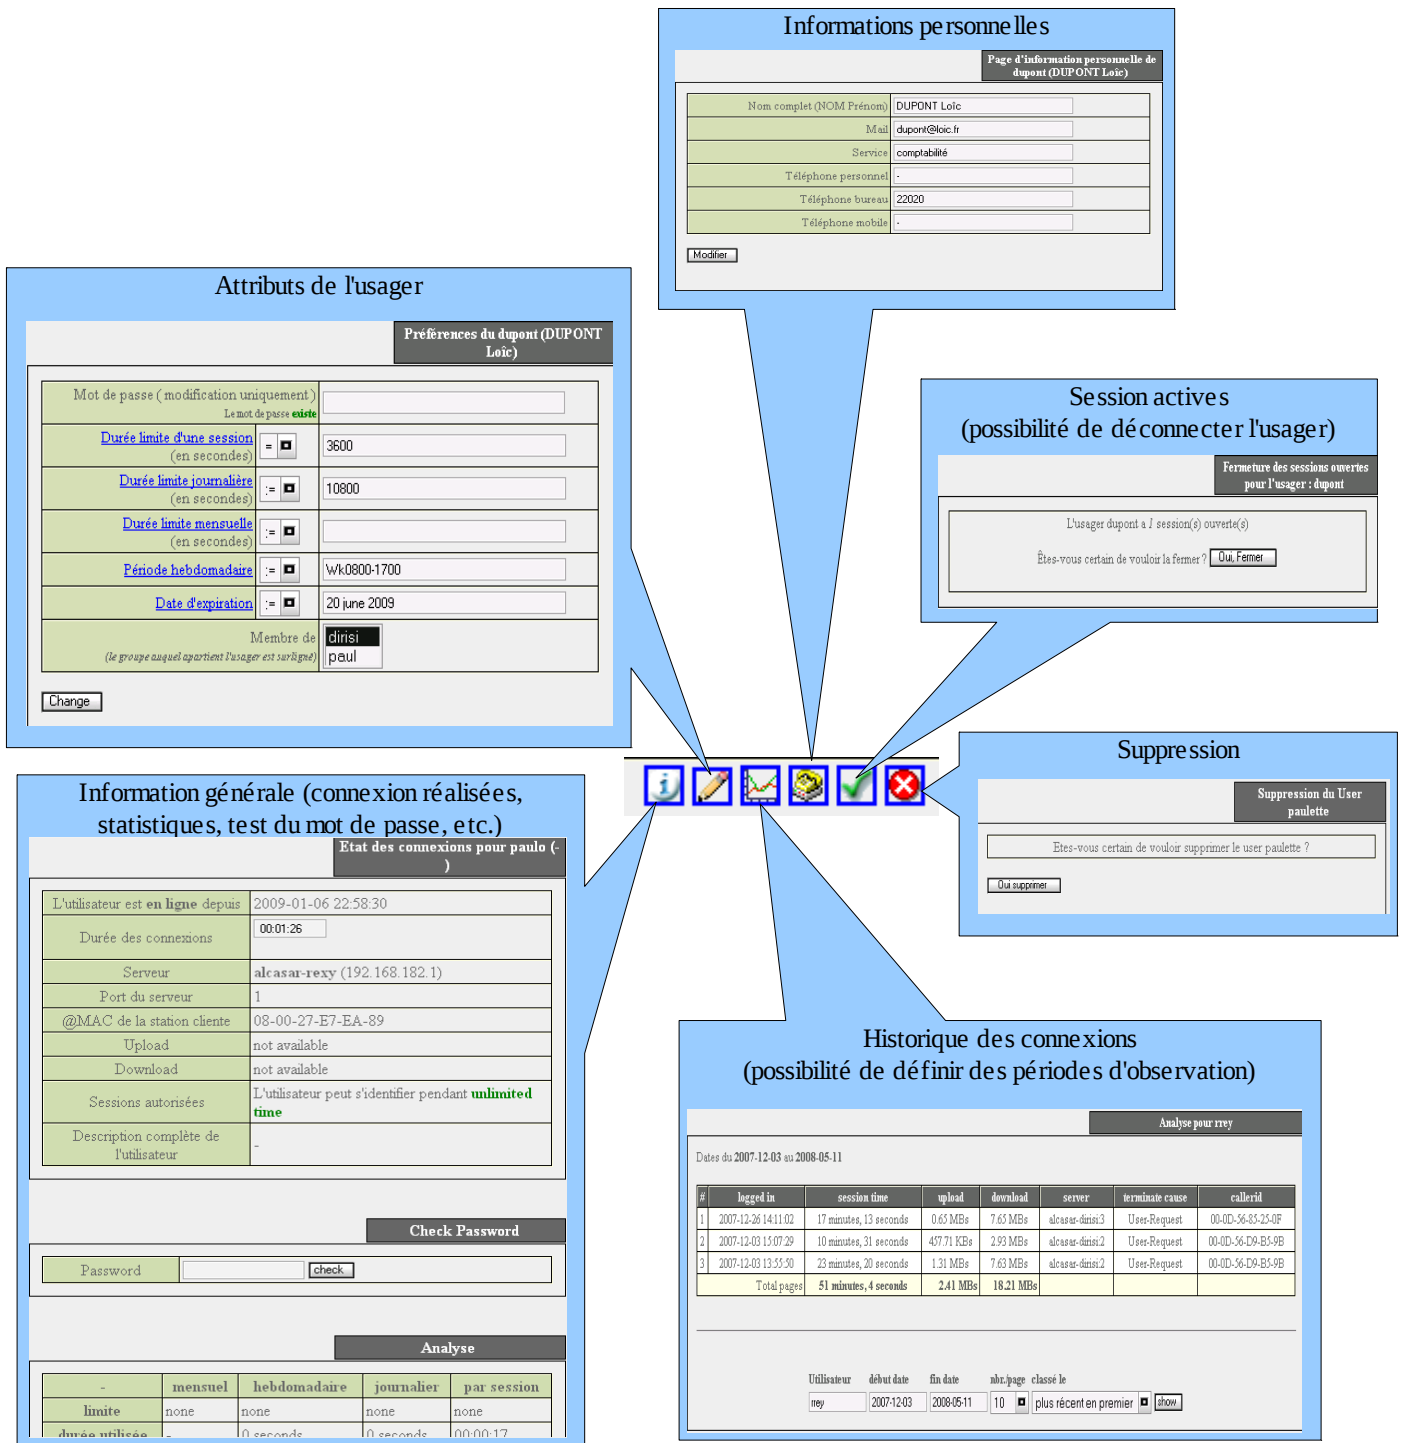 Informations personnelles
Page d'information personnelle de
dupont (DUPONT Loïc)
Nom complet (NOM Prénom) DUPONT Loïc
Mail dupont@loic.fr
Service comptabilité
Téléphone personnel -
Téléphone bureau 22020
Téléphone mobile -
Modifier
Attributs de l'usager
Préférences du dupont (DUPONT
Loïc)
Mot de passe (modification uniquement)
Le mot de passe existe
Durée limite d'une session = 3600
(en secondes)
Durée limite journalière := 10800
(en secondes)
Durée limite mensuelle :=
(en secondes)
Période hebdomadaire := Wk0800-1700
Date d'expiration := 20 june 2009
Membre de dirisi
(le groupe auquel apartient l'usager est surligné) paul
Change
Session actives
(possibilité de déconnecter l'usager)
Fermeture des sessions ouvertes
pour l'usager : dupont
L'usager dupont a 1 session(s) ouverte(s)
Êtes-vous certain de vouloir la fermer ? Oui, Fermer
Suppression
Suppression du User
paulette
Etes-vous certain de vouloir supprimer le user paulette ?
Oui supprimer
Information générale (connexion réalisées,
statistiques, test du mot de passe, etc.)
Etat des connexions pour paulo (-
)
L'utilisateur est en ligne depuis 2009-01-06 22:58:30
Durée des connexions 00:01:26
Serveur alcasar-rexy (192.168.182.1)
Port du serveur 1
@MAC de la station cliente 08-00-27-E7-EA-89
Upload not available
Download not available
Sessions autorisées L'utilisateur peut s'identifier pendant unlimited
time
Description complète de
l'utilisateur -
Check Password
Password check
Analyse
- mensuel hebdomadaire journalier par session
limite none none none none
durée utilisée - 0 seconds 0 seconds 00:00:17
Historique des connexions
(possibilité de définir des périodes d'observation)
Analyse pour rrey
Dates du 2007-12-03 au 2008-05-11
# logged in session time upload download server terminate cause callerid
1 2007-12-26 14:11:02 17 minutes, 13 seconds 0.65 MBs 7.65 MBs alcasar-dirisi:3 User-Request 00-0D-56-85-25-0F
2 2007-12-03 15:07:29 10 minutes, 31 seconds 457.71 KBs 2.93 MBs alcasar-dirisi:2 User-Request 00-0D-56-D9-B5-9B
3 2007-12-03 13:55:50 23 minutes, 20 seconds 1.31 MBs 7.63 MBs alcasar-dirisi:2 User-Request 00-0D-56-D9-B5-9B
Total pages 51 minutes, 4 seconds 2.41 MBs 18.21 MBs
Utilisateur début date fin date nbr./page classé le
rrey 2007-12-03 2008-05-11 10 plus récent en premier show